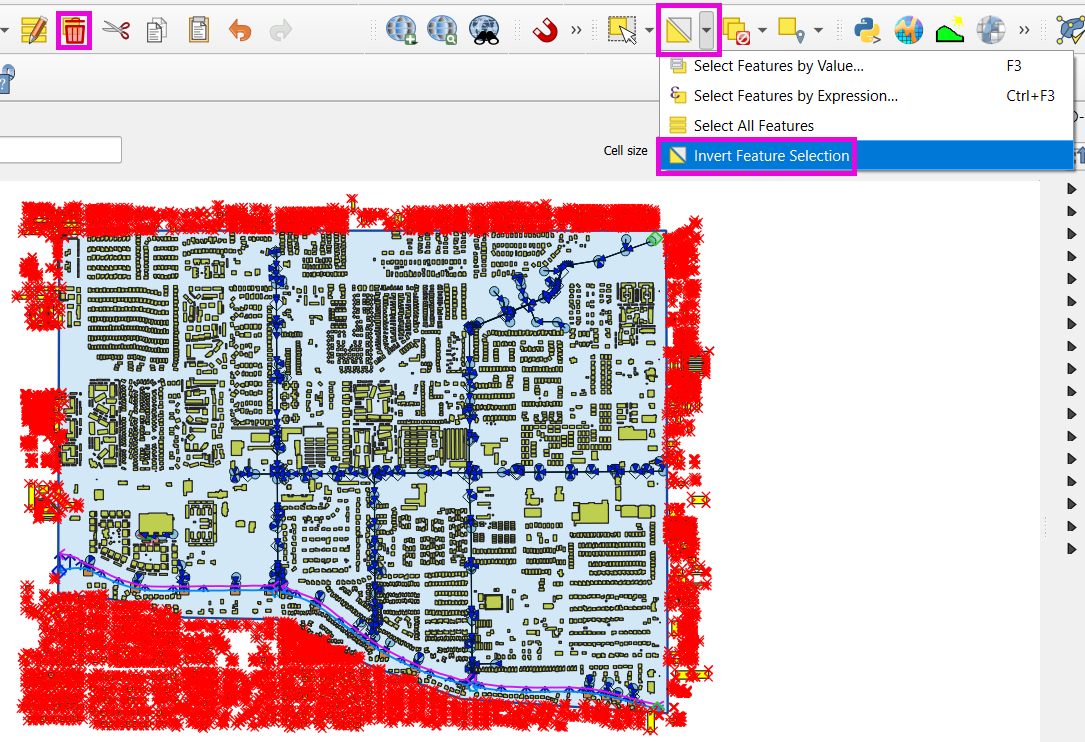 Select Features by Value... F3
Select Features by Expression... Ctrl+F3
Select All Features
Cell size
Invert Feature Selection